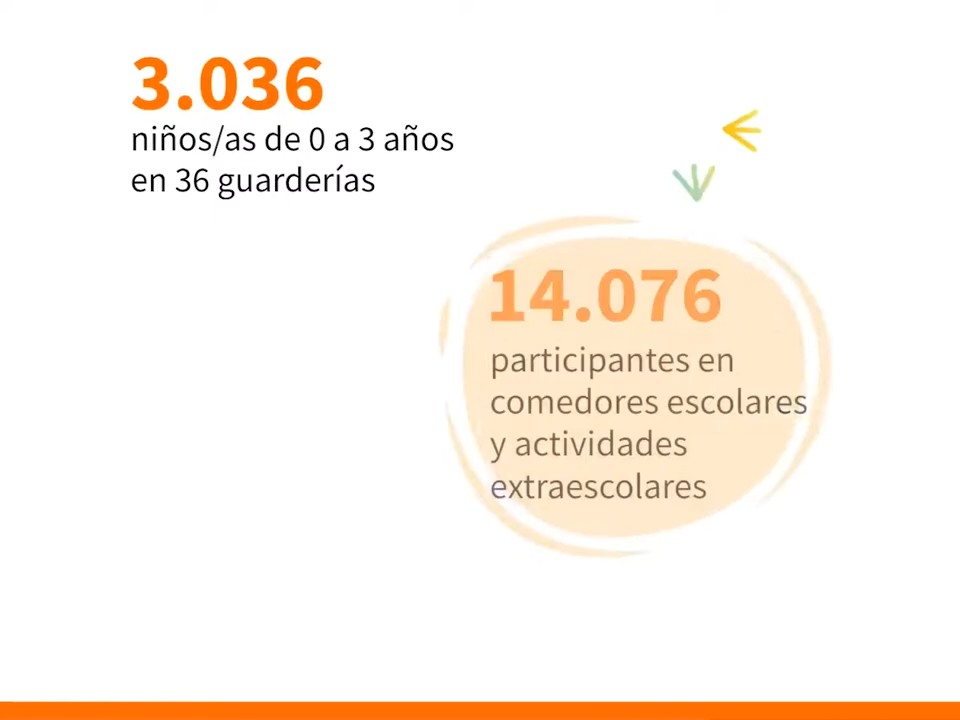 3.036
niños/as de 0 a 3 años
en 36 guarderías
14.076
participantes en
comedores escolares
y actividades
extraescolares